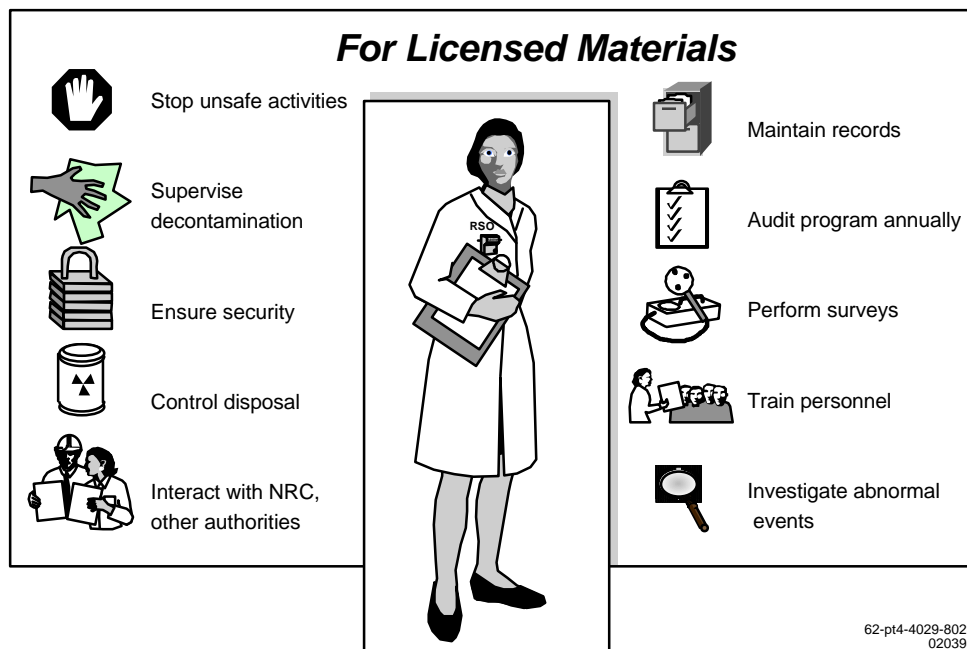 For Licensed Materials
Stop unsafe activities
Supervise
decontamination
Ensure security
Control disposal
Interact with NRC,
other authorities
RSO
Maintain records
Audit program annually
Perform surveys
Train personnel
Investigate abnormal
events
62-pt4-4029-802
02039